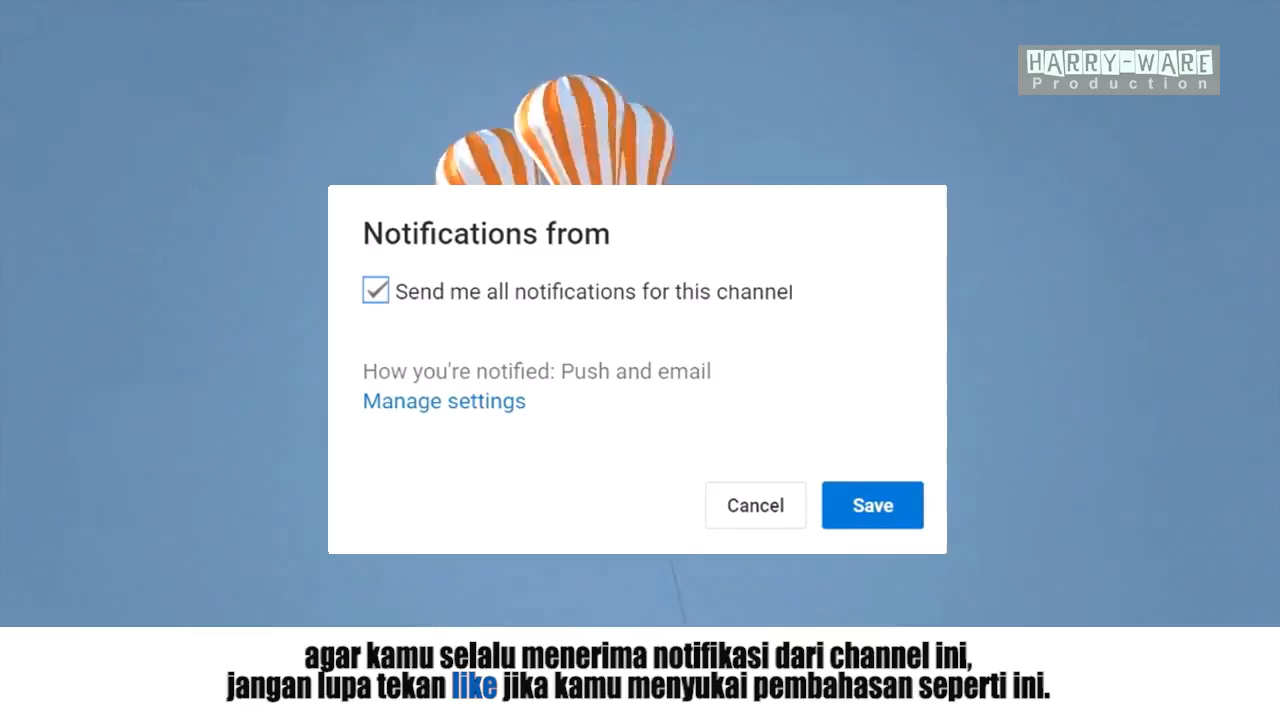 HARRY-WARE
Production
Notifications from
Send me all notifications for this channel
How you're notified: Push and email
Manage settings
Cancel
Save
agar kamu selalu menerima notifikasi dari channel ini,
jangan lupa tekan like jika kamu menyukai pembahasan seperti ini.